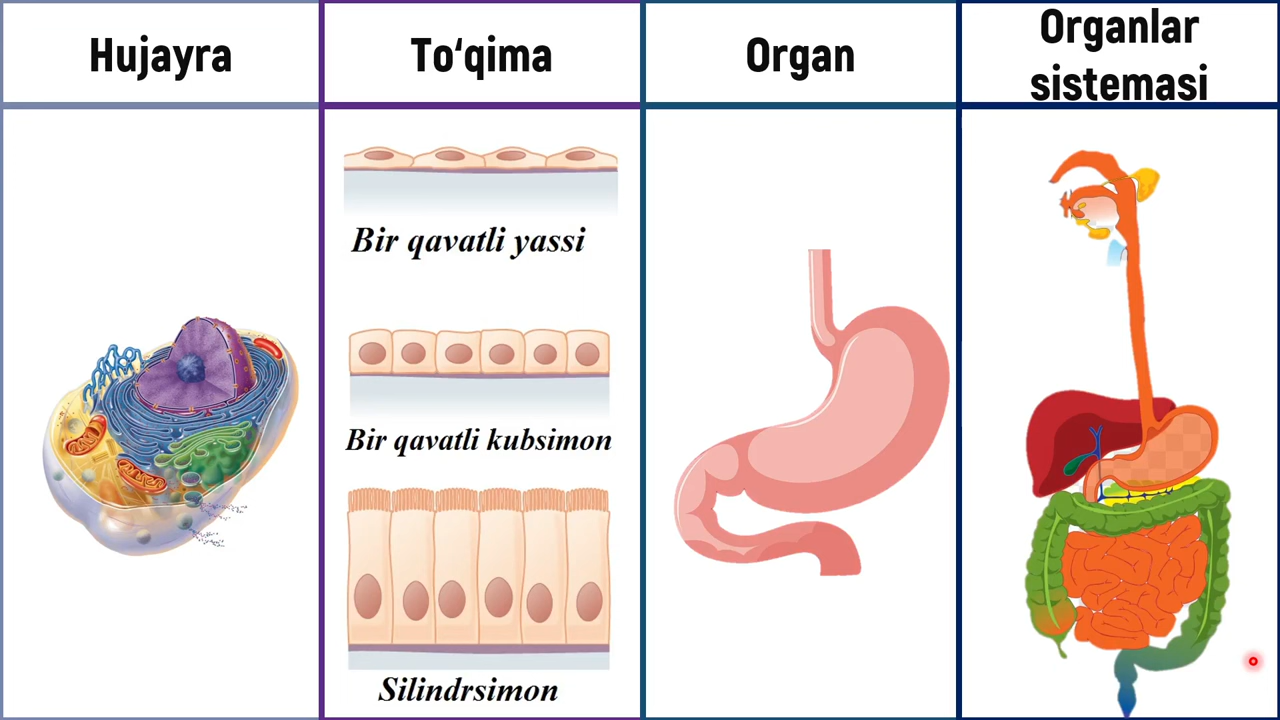 Hujayra
To‘qima
Organ
Organlar
sistemasi
Bir qavatli yassi
Bir qavatli kubsimon
Silindrsimon